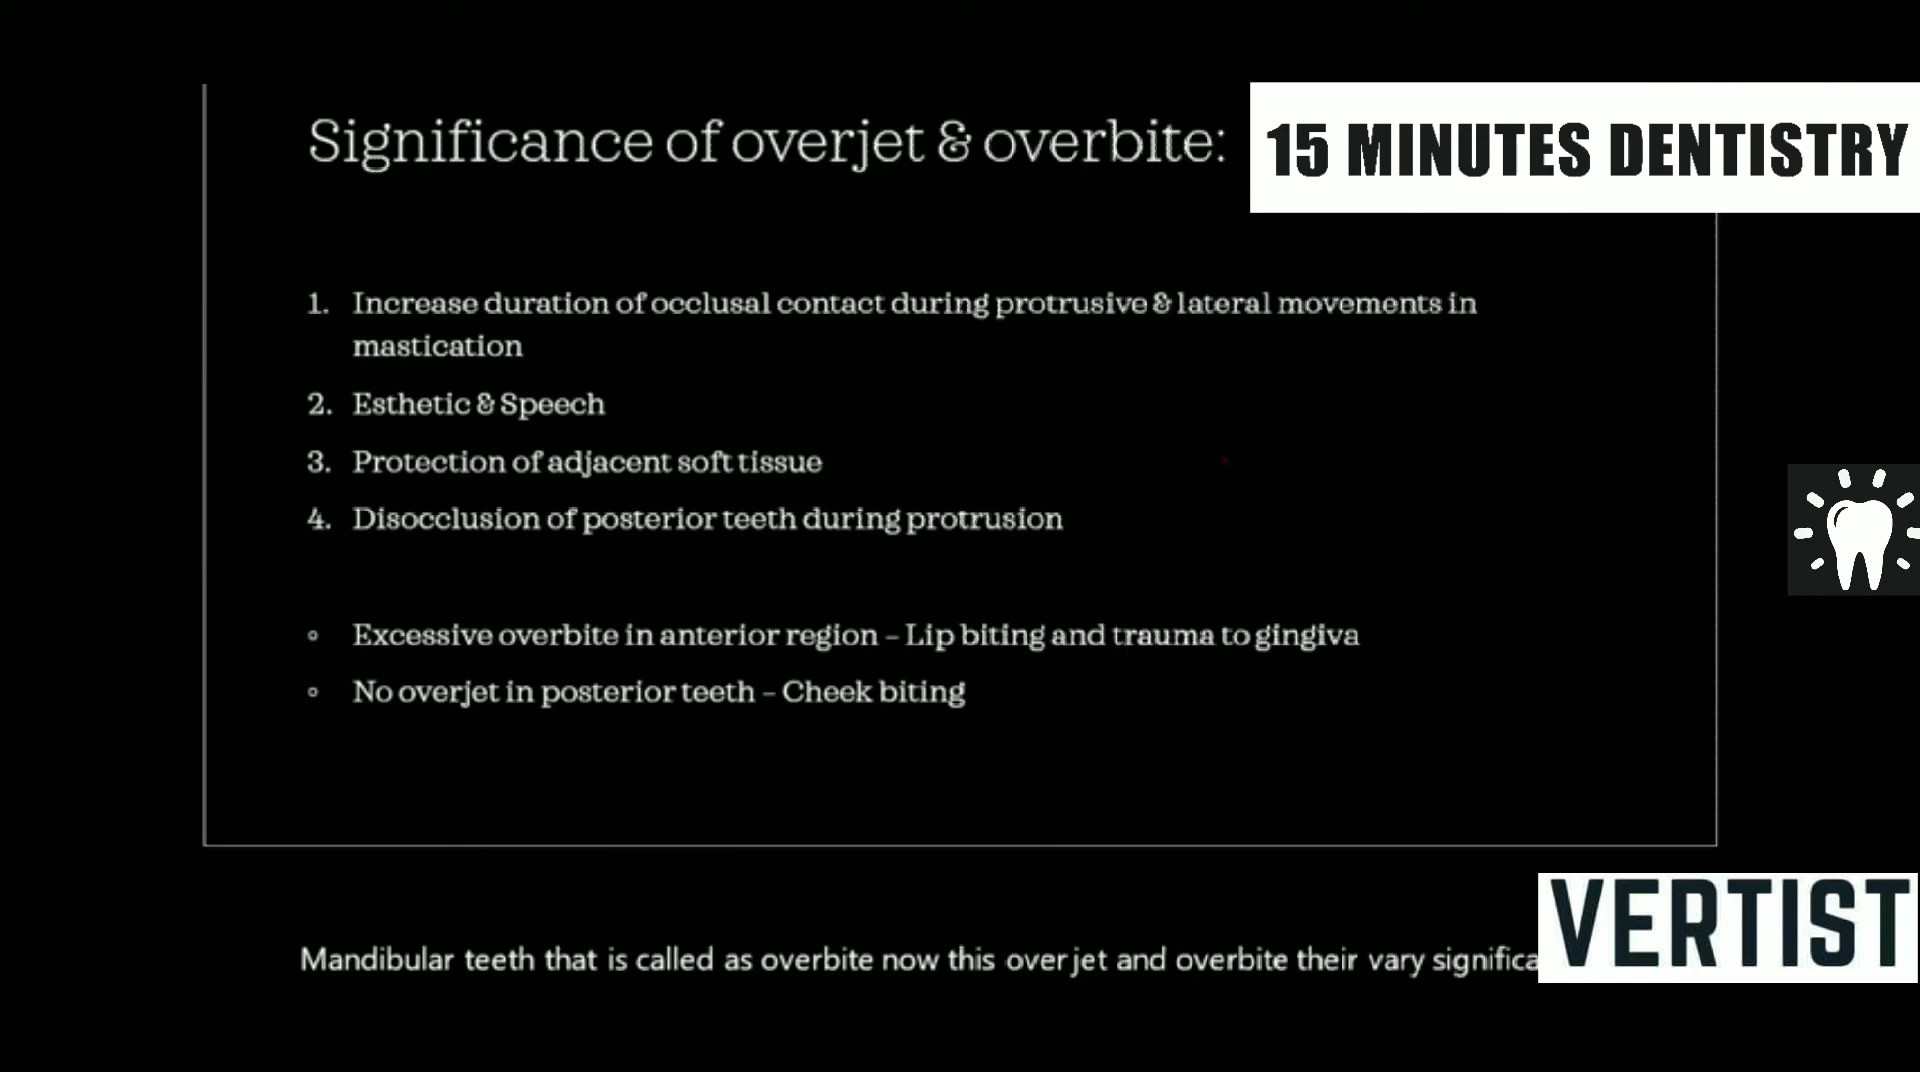 Significance of overjet & overbite:
15 MINUTES DENTISTRY
1. Increase duration of occlusal contact during protrusive & lateral movements in
mastication
2. Esthetic & Speech
3. Protection of adjacent soft tissue
4. Disocclusion of posterior teeth during protrusion
◦ Excessive overbite in anterior region – Lip biting and trauma to gingiva
◦ No overjet in posterior teeth – Cheek biting
Mandibular teeth that is called as overbite now this overjet and overbite their vary significa
VERTIST